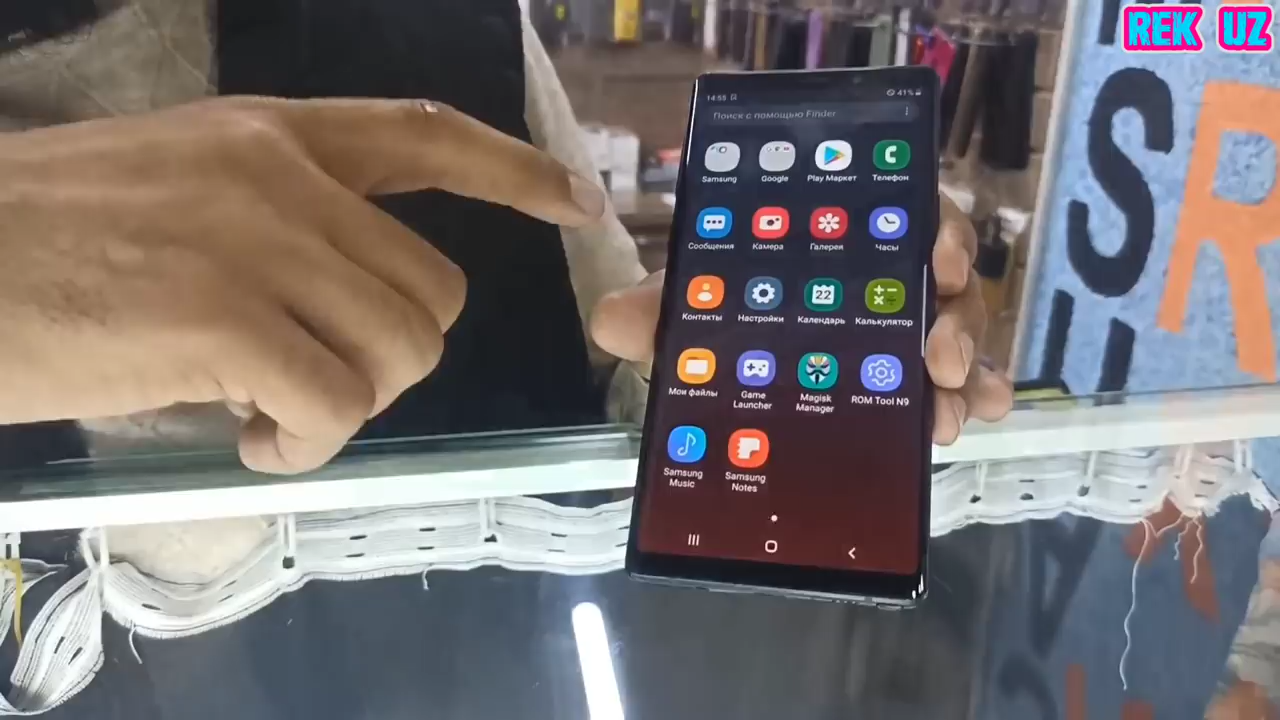 REK UZ
14:55
41%
Поиск с помощью Finder
Samsung
Google
Play Маркет
Телефон
Сообщения
Камера
Галерея
Часы
22
Контакты
Настройки
Календарь
Калькулятор
Мои файлы
Game Launcher
Magisk Manager
ROM Tool N9
Samsung Music
Samsung Notes
SR